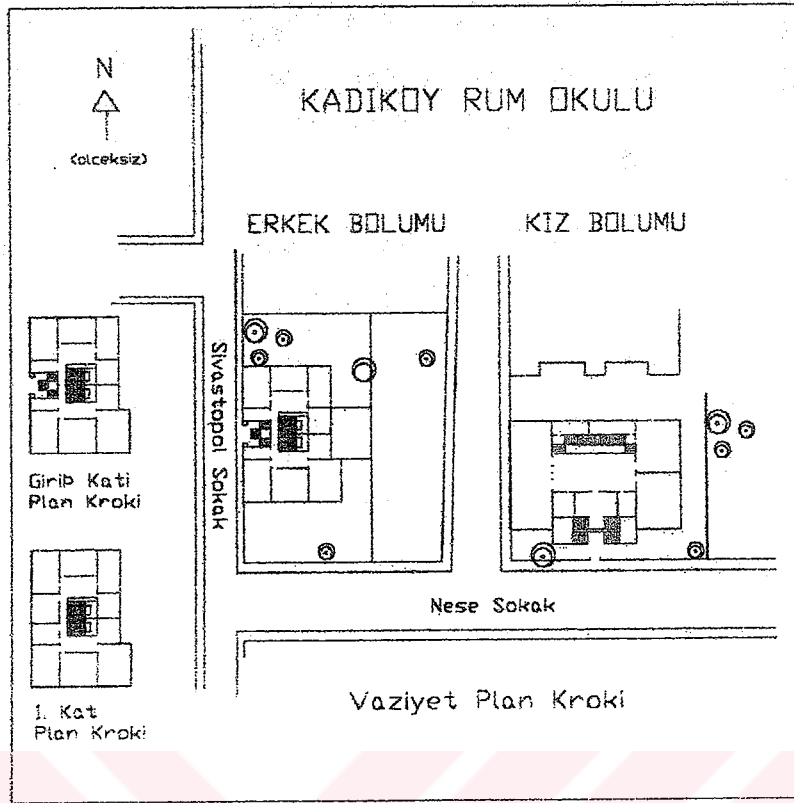 N
(olceksiz)
KADIKOY RUM OKULU
ERKEK BOLUMU
KIZ BOLUMU
Sivastopol Sokak
Giriþ Kati
Plan Kroki
Nese Sokak
1. Kat
Plan Kroki
Vaziyet Plan Kroki